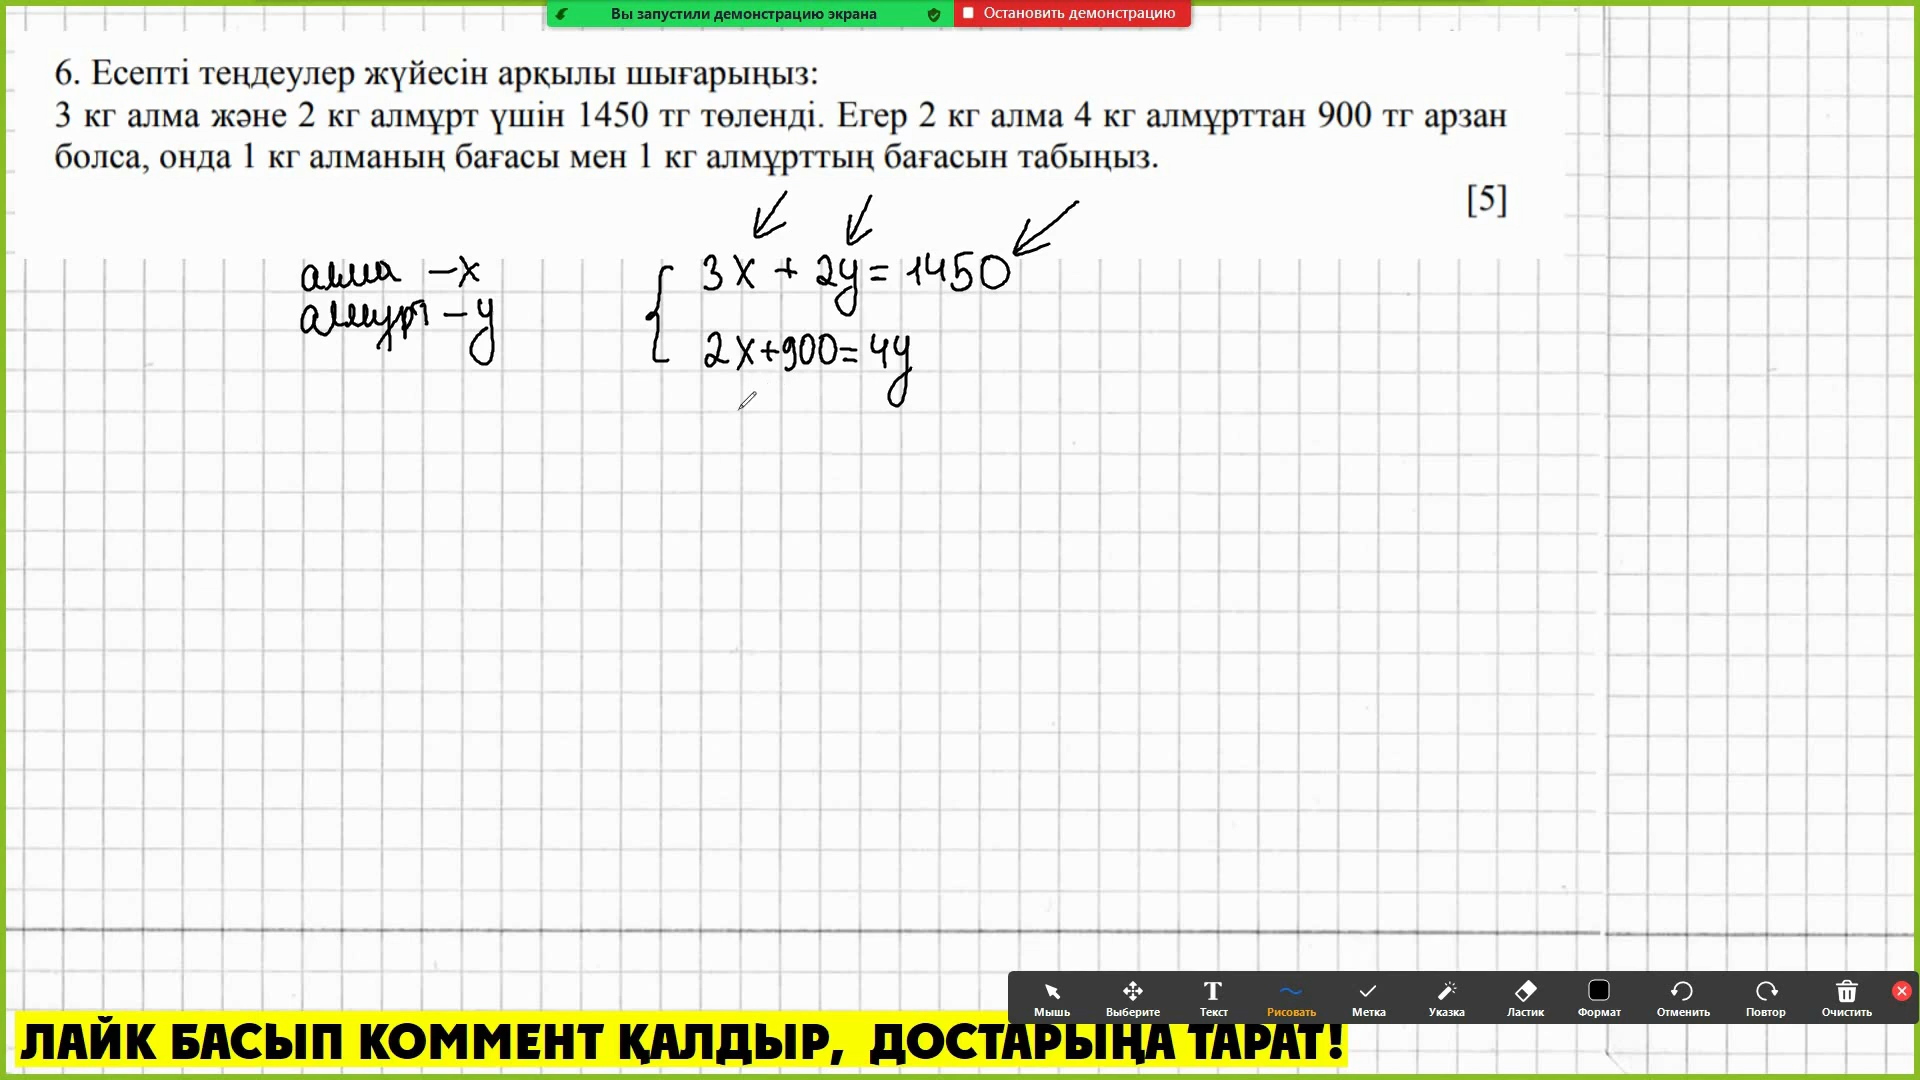 Вы запустили демонстрацию экрана
Остановить демонстрацию
6. Есепті теңдеулер жүйесін арқылы шығарыңыз:
3 кг алма және 2 кг алмұрт үшін 1450 тг төленді. Егер 2 кг алма 4 кг алмұрттан 900 тг арзан
болса, онда 1 кг алманың бағасы мен 1 кг алмұрттың бағасын табыңыз.
[5]
алма – x
алмұрт – y
3x + 2y = 1450
2x+900=4y
Мышь
Выберите
Текст
Рисовать
Метка
Указка
Ластик
Формат
Отменить
Повтор
Очистить
ЛАЙК БАСЫП КОММЕНТ ҚАЛДЫР, ДОСТАРЫҢА ТАРАТ!